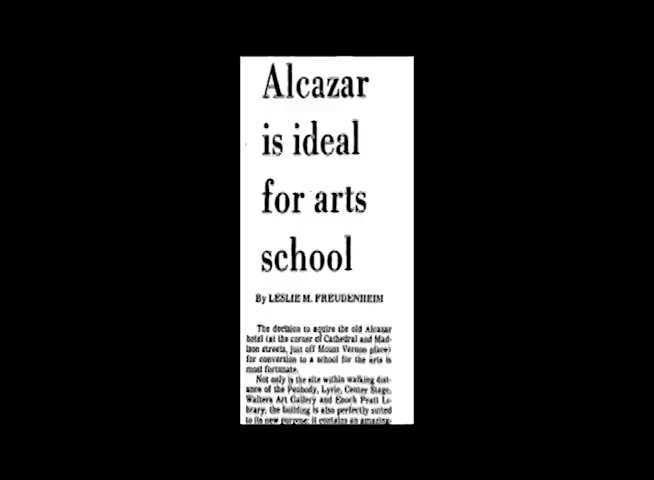 Alcazar
is ideal
for arts
school
By LESLIE M. FREUDENHEIM
The decision to aquire the old Alcazar
hotel (at the corner of Cathedral and Mad-
ison streets, just off Mount Vernon place)
for conversion to a school for the arts is
most fortunate.
Not only is the site within walking dist-
ance of the Peabody, Lyric, Center Stage,
Walters Art Gallery and Enoch Pratt Li-
brary, the building is also perfectly suited
to its new purpose; it contains an amazing-